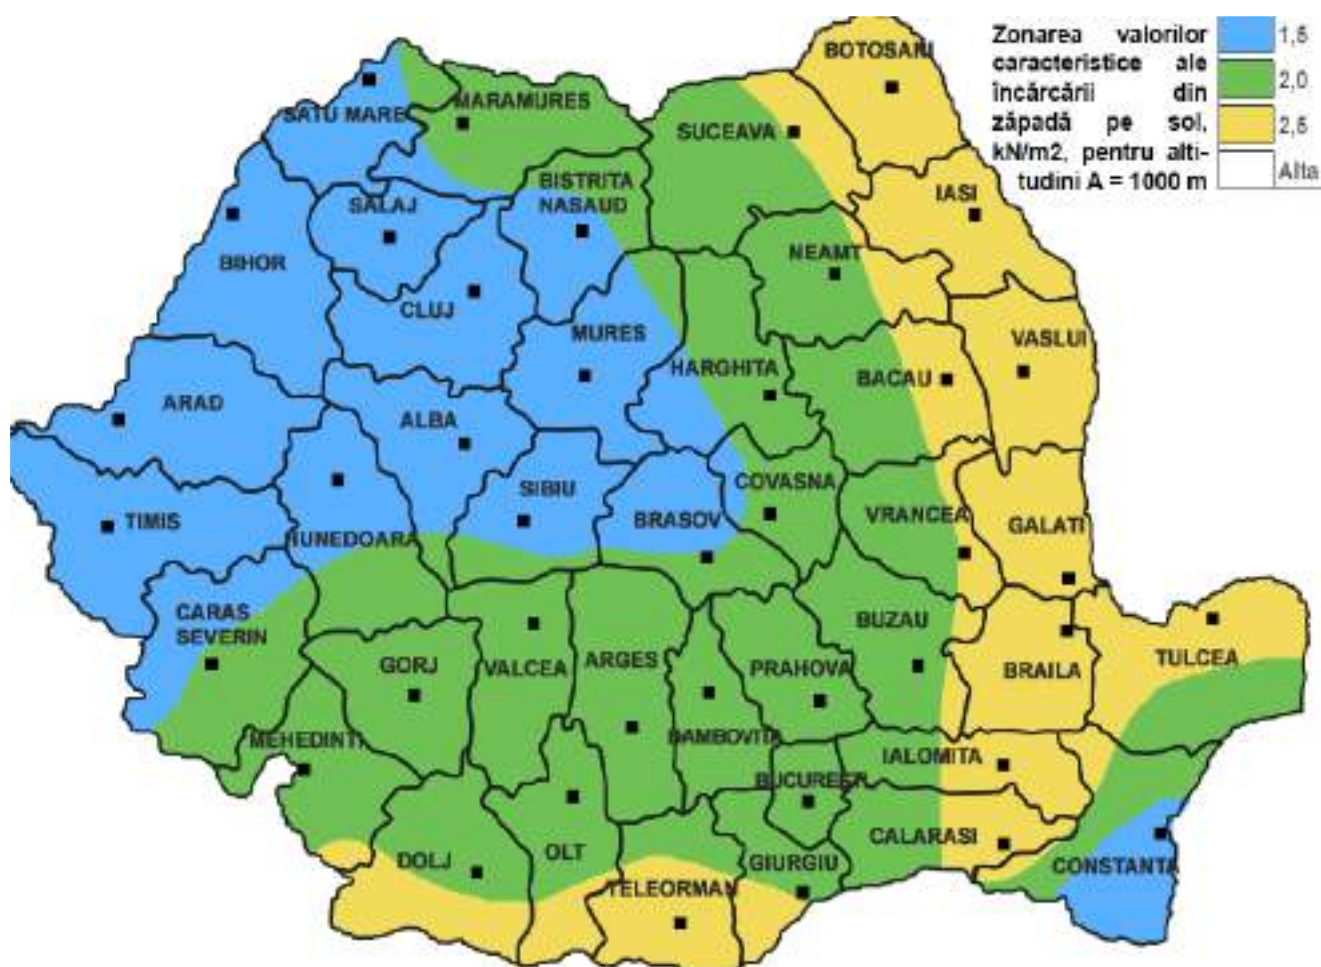 Zonarea valorilor
caracteristice ale
încărcării din
zăpadă pe sol,
kN/m2, pentru alti-
tudini A = 1000 m
1,5
2,0
2,5
Alta
BOTOSANI
SATU MARE
MARAMURES
SUCEAVA
BISTRITA
NASAUD
SALAJ
IASI
BIHOR
NEAMT
CLUJ
MURES
VASLUI
HARGHITA
BACAU
ARAD
ALBA
TIMIS
HUNEDOARA
SIBIU
BRASOV
COVASNA
VRANCEA
GALATI
CARAS
SEVERIN
BUZAU
GORJ
VALCEA
ARGES
PRAHOVA
BRAILA
TULCEA
MEHEDINTI
DAMBOVITA
IALOMITA
DOLJ
OLT
GIURGIU
CALARASI
CONSTANTA
TELEORMAN